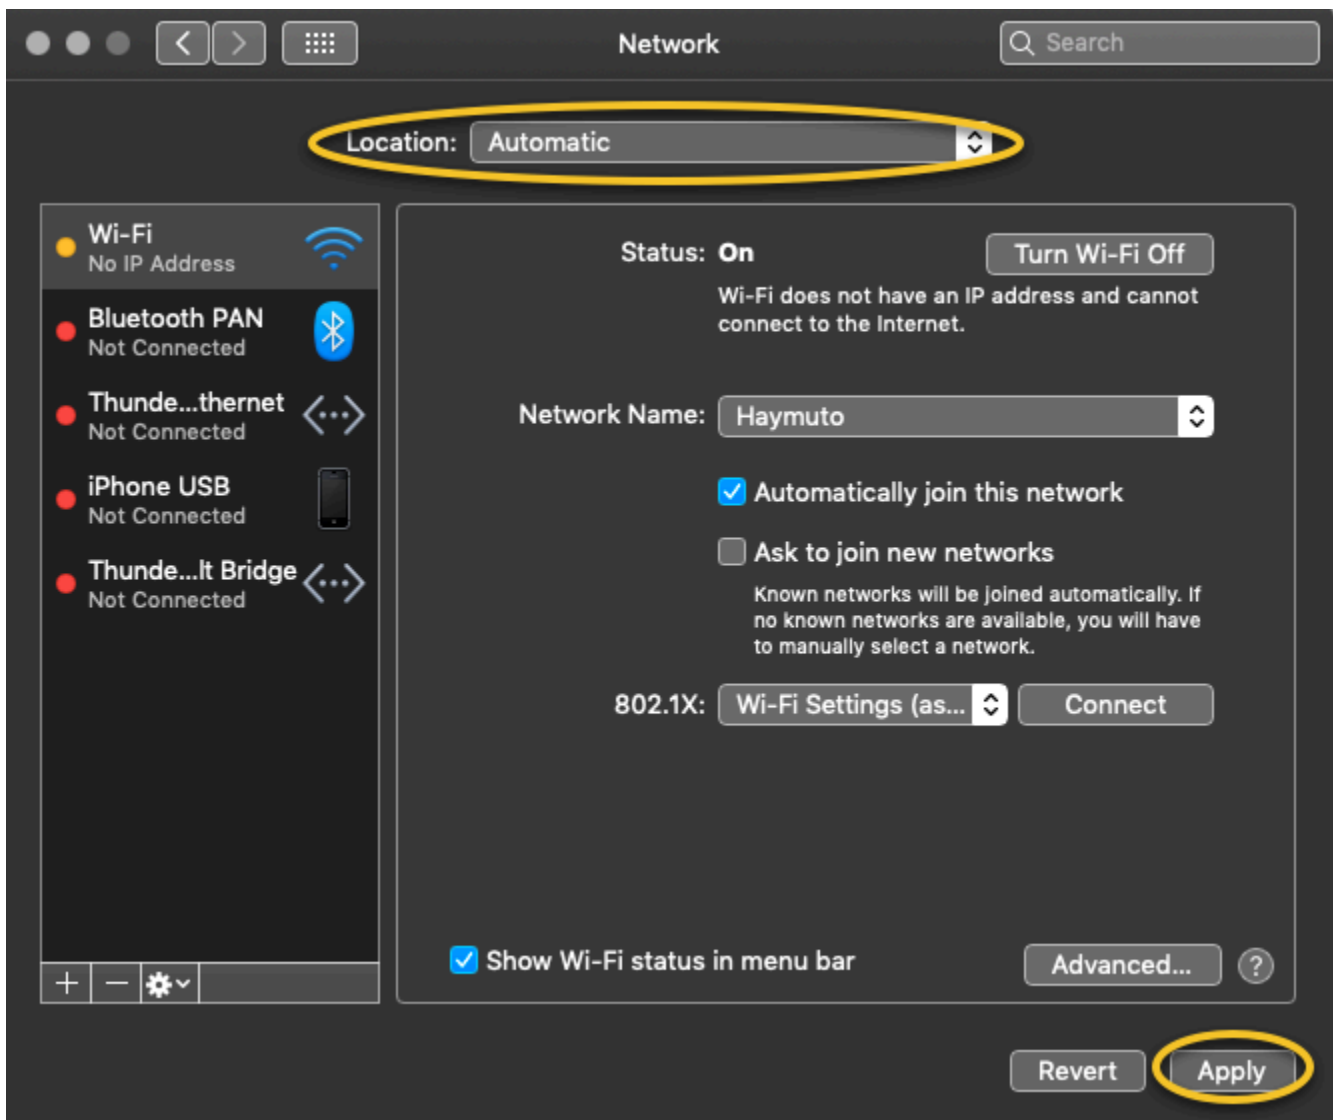 Network
Search
Location: Automatic
Wi-Fi
No IP Address
Bluetooth PAN
Not Connected
Thunde...thernet
Not Connected
iPhone USB
Not Connected
Thunde...lt Bridge
Not Connected
Status: On
Turn Wi-Fi Off
Wi-Fi does not have an IP address and cannot
connect to the Internet.
Network Name: Haymuto
Automatically join this network
Ask to join new networks
Known networks will be joined automatically. If
no known networks are available, you will have
to manually select a network.
802.1X: Wi-Fi Settings (as... Connect
Show Wi-Fi status in menu bar
Advanced... ?
Revert Apply